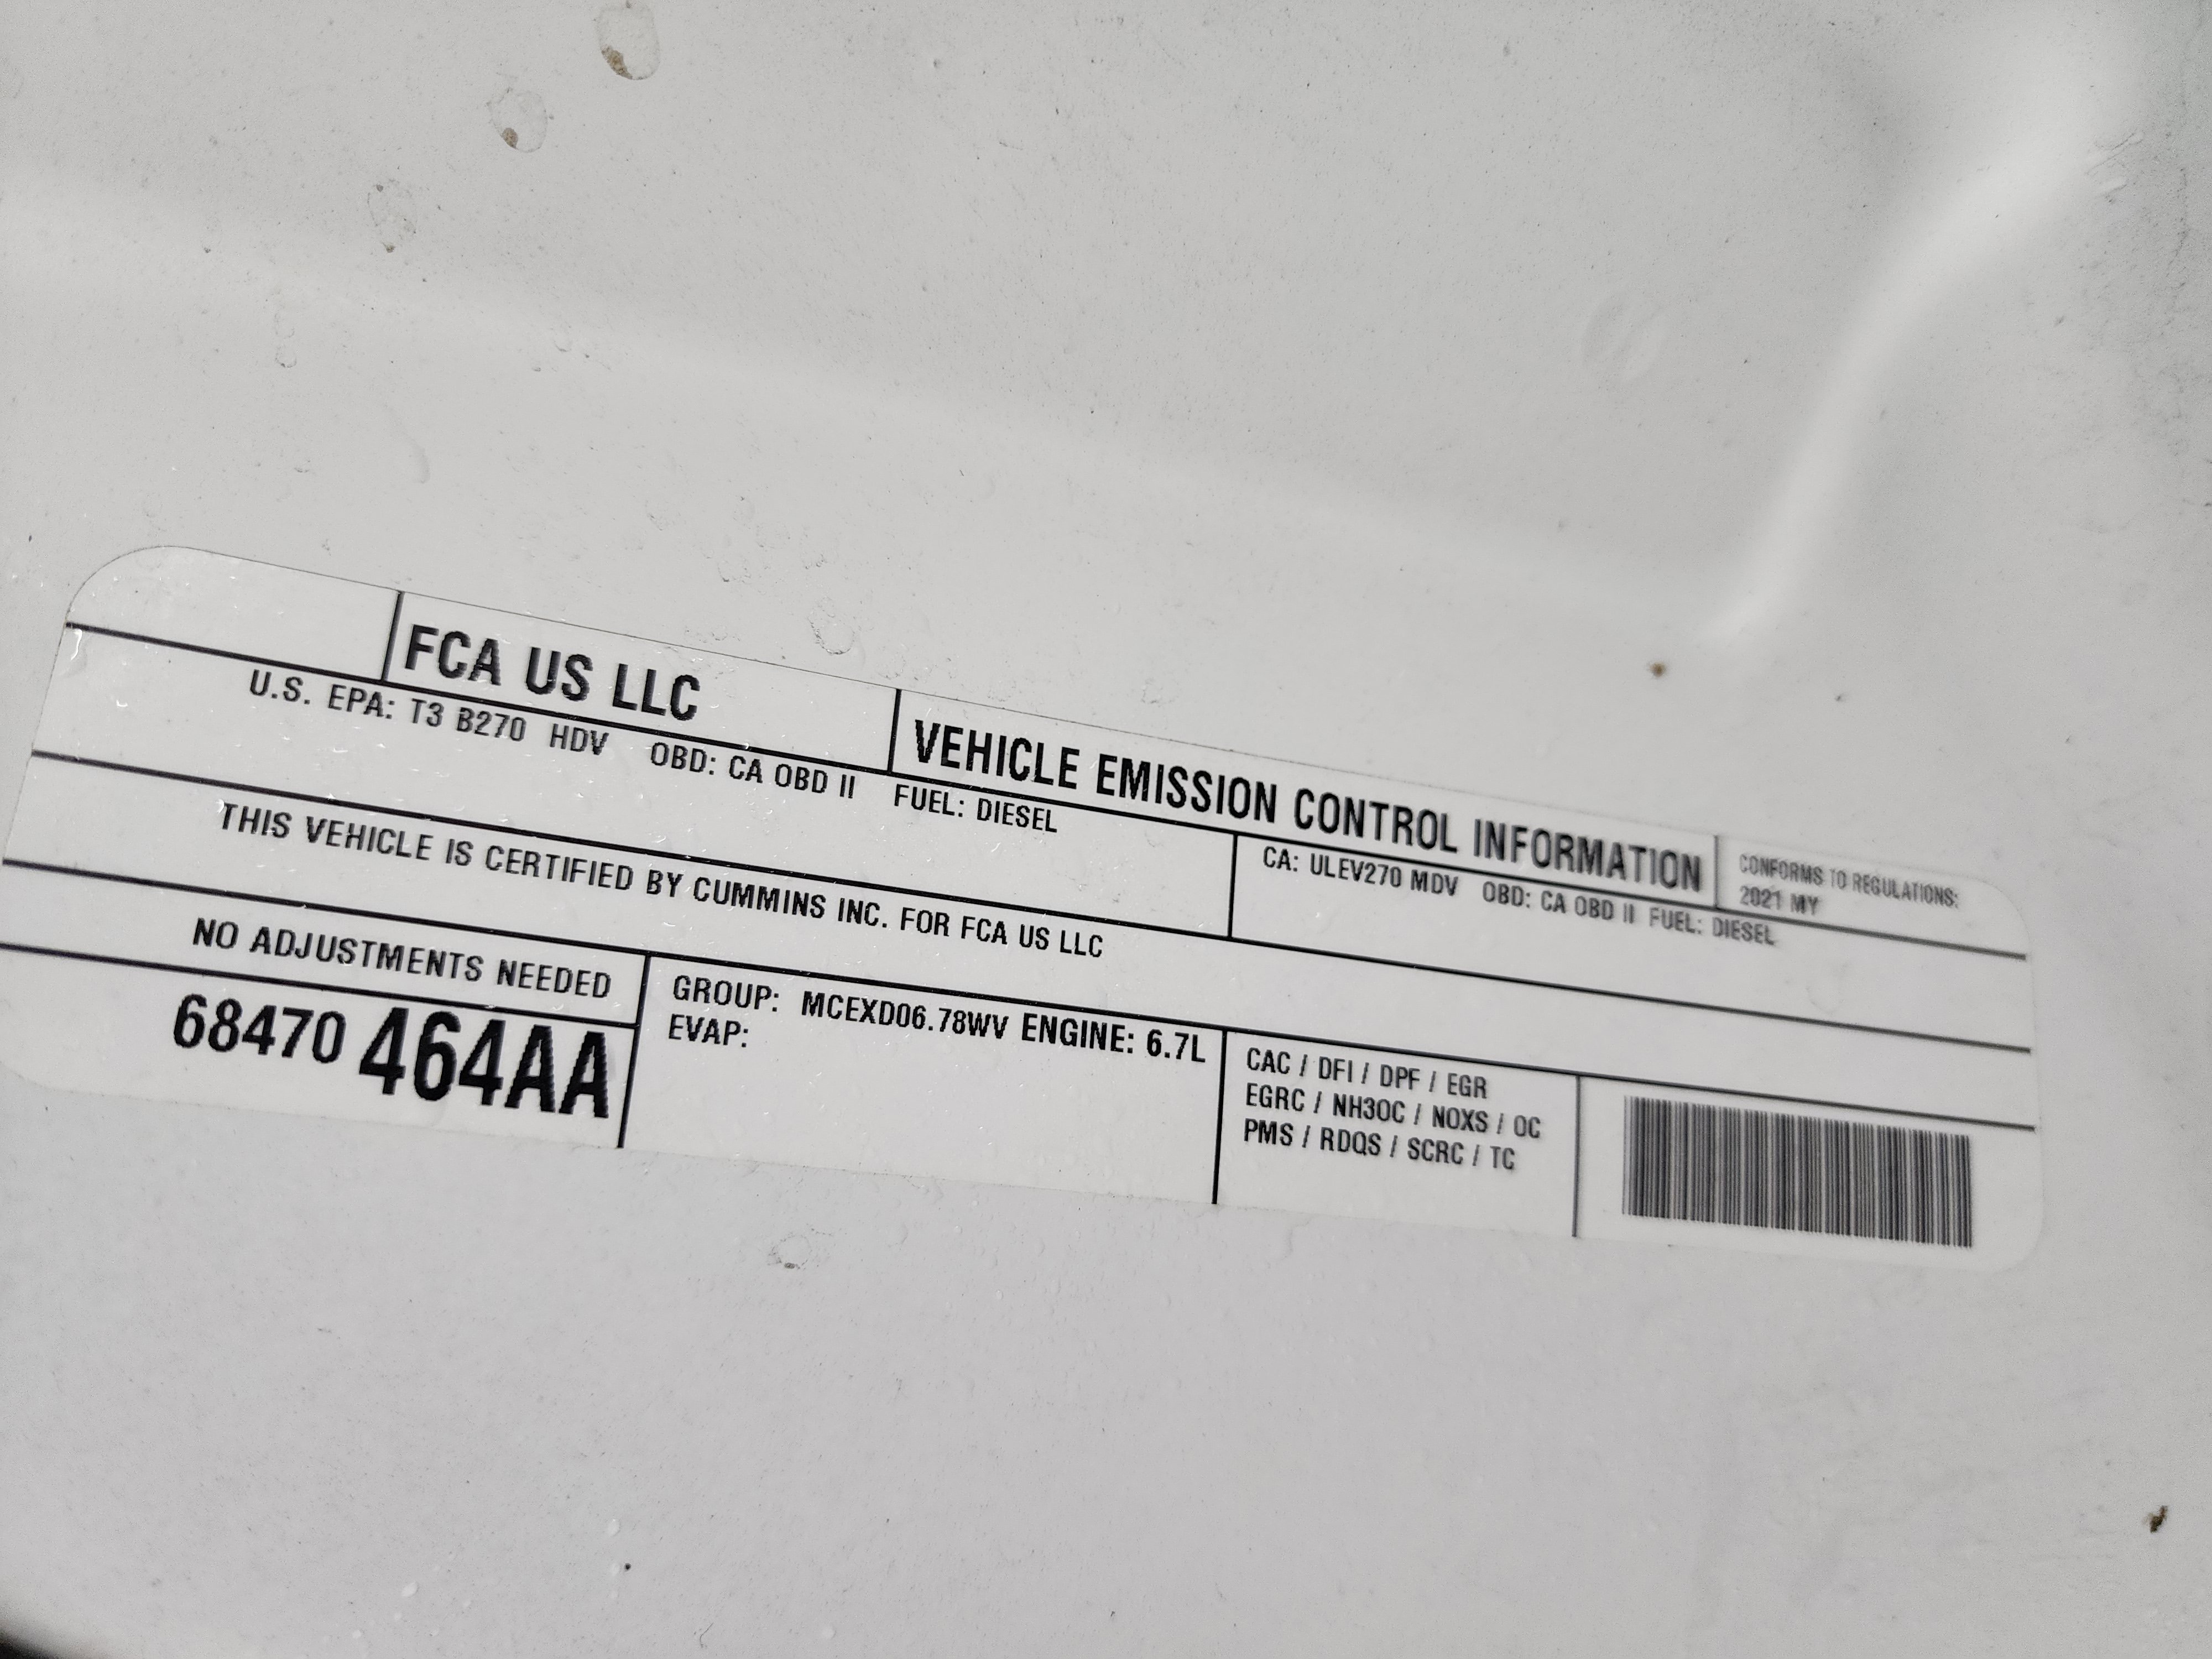 FCA US LLC
VEHICLE EMISSION CONTROL INFORMATION
CONFORMS TO REGULATIONS:
2021 MY
U.S. EPA: T3 B270 HDV OBD: CA OBD II FUEL: DIESEL
CA: ULEV270 MDV OBD: CA OBD II FUEL: DIESEL
THIS VEHICLE IS CERTIFIED BY CUMMINS INC. FOR FCA US LLC
NO ADJUSTMENTS NEEDED
68470 464AA
GROUP: MCEXD06.78WV ENGINE: 6.7L
EVAP:
CAC / DFI / DPF / EGR
EGRC / NH3OC / NOXS / OC
PMS / RDQS / SCRC / TC